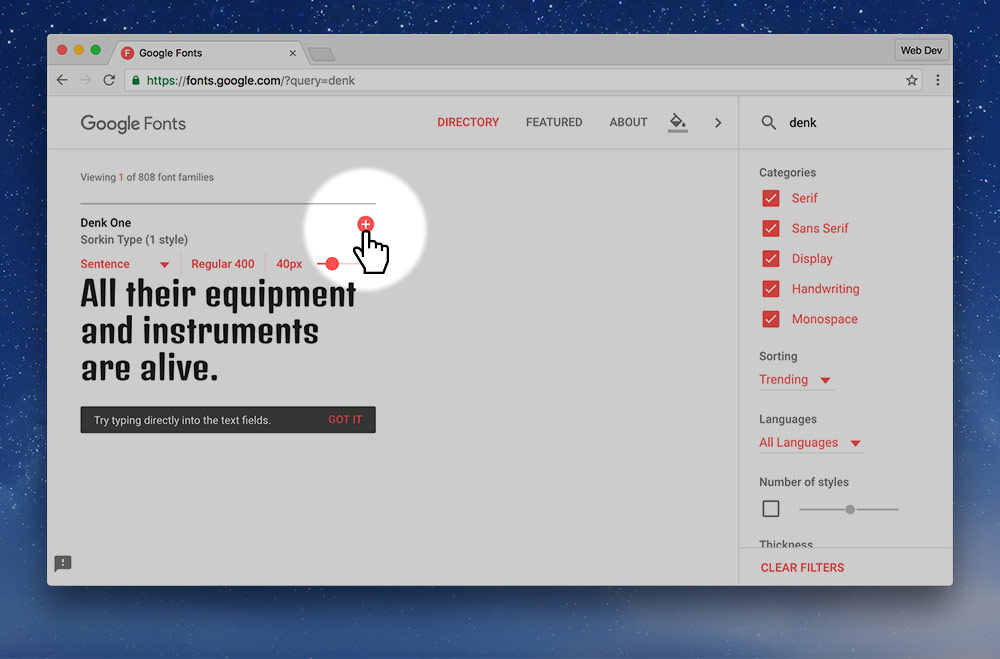 Google Fonts
Web Dev
https://fonts.google.com/?query=denk
Google Fonts
DIRECTORY
FEATURED
ABOUT
denk
Viewing 1 of 808 font families
Denk One
Sorkin Type (1 style)
Sentence
Regular 400
40px
All their equipment
and instruments
are alive.
Try typing directly into the text fields.
GOT IT
Categories
Serif
Sans Serif
Display
Handwriting
Monospace
Sorting
Trending
Languages
All Languages
Number of styles
Thickness
CLEAR FILTERS